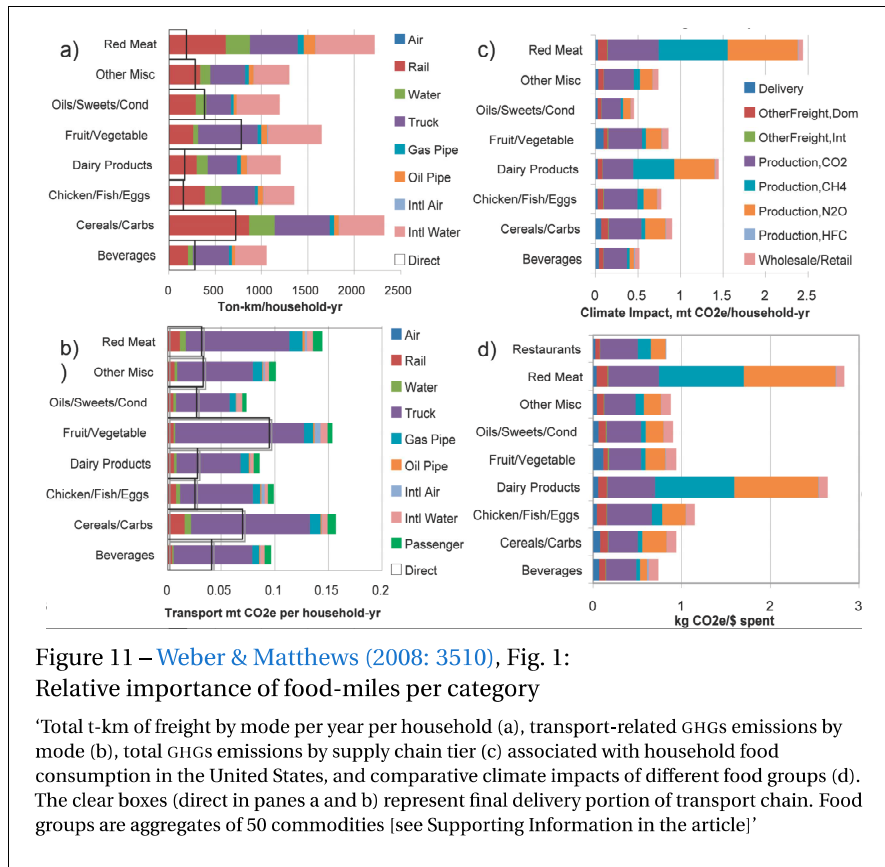 a)
Red Meat
Other Misc
Oils/Sweets/Cond
Fruit/Vegetable
Dairy Products
Chicken/Fish/Eggs
Cereals/Carbs
Beverages
0 500 1000 1500 2000 2500
Ton-km/household-yr
Air
Rail
Water
Truck
Gas Pipe
Oil Pipe
Intl Air
Intl Water
Direct
c)
Red Meat
Other Misc
Oils/Sweets/Cond
Fruit/Vegetable
Dairy Products
Chicken/Fish/Eggs
Cereals/Carbs
Beverages
0 0.5 1 1.5 2 2.5
Climate Impact, mt CO2e/household-yr
Delivery
OtherFreight,Dom
OtherFreight,Int
Production,CO2
Production,CH4
Production,N2O
Production,HFC
Wholesale/Retail
b)
)
Red Meat
Other Misc
Oils/Sweets/Cond
Fruit/Vegetable
Dairy Products
Chicken/Fish/Eggs
Cereals/Carbs
Beverages
0 0.05 0.1 0.15 0.2
Transport mt CO2e per household-yr
Air
Rail
Water
Truck
Gas Pipe
Oil Pipe
Intl Air
Intl Water
Passenger
Direct
d)
Restaurants
Red Meat
Other Misc
Oils/Sweets/Cond
Fruit/Vegetable
Dairy Products
Chicken/Fish/Eggs
Cereals/Carbs
Beverages
0 1 2 3
kg CO2e/$ spent
Figure 11 – Weber & Matthews (2008: 3510), Fig. 1:
Relative importance of food-miles per category
‘Total t-km of freight by mode per year per household (a), transport-related GHGs emissions by
mode (b), total GHGs emissions by supply chain tier (c) associated with household food
consumption in the United States, and comparative climate impacts of different food groups (d).
The clear boxes (direct in panes a and b) represent final delivery portion of transport chain. Food
groups are aggregates of 50 commodities [see Supporting Information in the article]’